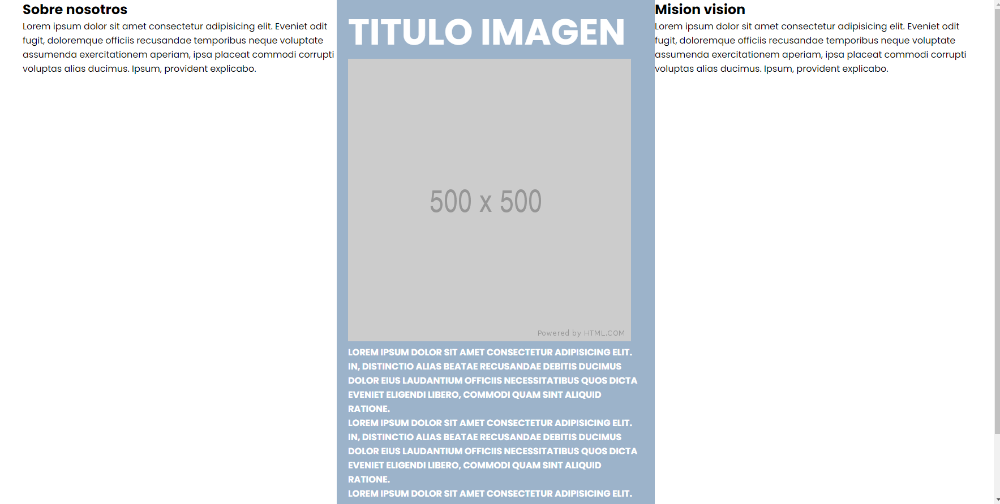 Sobre nosotros
Lorem ipsum dolor sit amet consectetur adipisicing elit. Eveniet odit
fugit, doloremque officiis recusandae temporibus neque voluptate
assumenda exercitationem aperiam, ipsa placeat commodi corrupti
voluptas alias ducimus. Ipsum, provident explicabo.
TITULO IMAGEN
500 x 500
Powered by HTML.COM
LOREM IPSUM DOLOR SIT AMET CONSECTETUR ADIPISICING ELIT.
IN, DISTINCTIO ALIAS BEATAE RECUSANDAE DEBITIS DUCIMUS
DOLOR EIUS LAUDANTIUM OFFICIIS NECESSITATIBUS QUOS DICTA
EVENIET ELIGENDI LIBERO, COMMODI QUAM SINT ALIQUID
RATIONE.
LOREM IPSUM DOLOR SIT AMET CONSECTETUR ADIPISICING ELIT.
IN, DISTINCTIO ALIAS BEATAE RECUSANDAE DEBITIS DUCIMUS
DOLOR EIUS LAUDANTIUM OFFICIIS NECESSITATIBUS QUOS DICTA
EVENIET ELIGENDI LIBERO, COMMODI QUAM SINT ALIQUID
RATIONE.
LOREM IPSUM DOLOR SIT AMET CONSECTETUR ADIPISICING ELIT.
Mision vision
Lorem ipsum dolor sit amet consectetur adipisicing elit. Eveniet odit
fugit, doloremque officiis recusandae temporibus neque voluptate
assumenda exercitationem aperiam, ipsa placeat commodi corrupti
voluptas alias ducimus. Ipsum, provident explicabo.